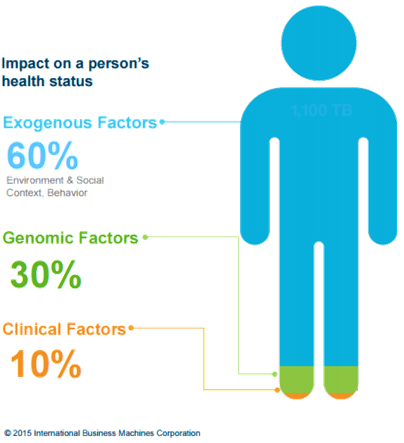 Impact on a person's
health status
1,100 TB
Exogenous Factors
60%
Environment & Social
Context, Behavior
Genomic Factors
30%
Clinical Factors
10%
© 2015 International Business Machines Corporation